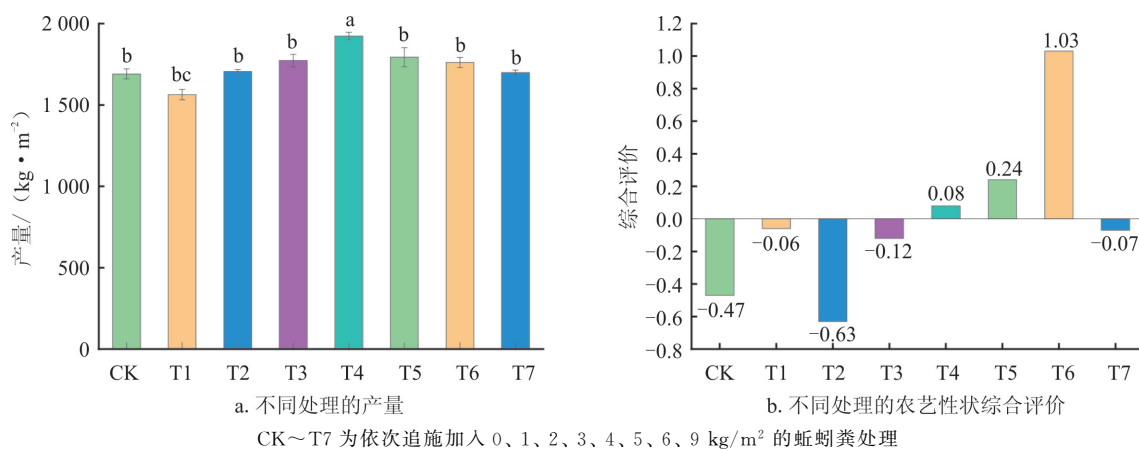 2 000
1 500
1 000
500
0
产量/（kg·m⁻²）
b
bc
b
b
a
b
b
b
CK T1 T2 T3 T4 T5 T6 T7
a. 不同处理的产量
1.2
1.0
0.8
0.6
0.4
0.2
0.0
−0.2
−0.4
−0.6
−0.8
综合评价
−0.47
−0.06
−0.63
−0.12
0.08
0.24
1.03
−0.07
CK T1 T2 T3 T4 T5 T6 T7
b. 不同处理的农艺性状综合评价
CK～T7 为依次追施加入 0、1、2、3、4、5、6、9 kg/m² 的蚯蚓粪处理